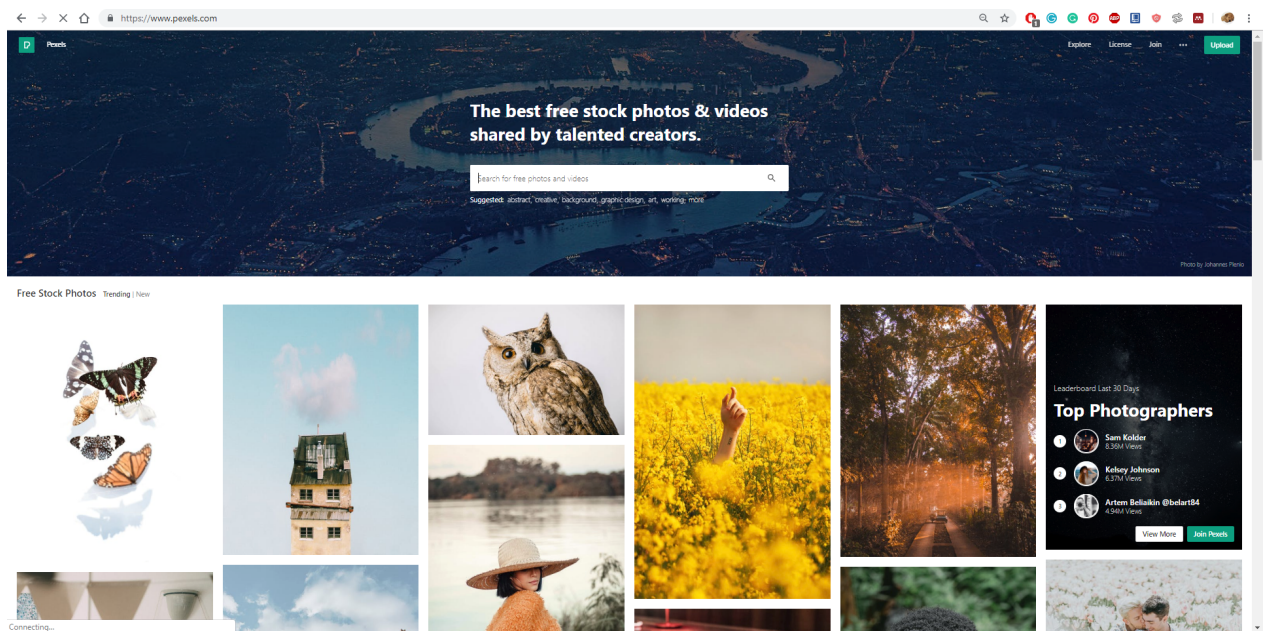 https://www.pexels.com
1
ABP
Pexels
Explore License Join ••• Upload
The best free stock photos & videos
shared by talented creators.
Search for free photos and videos
Suggested: abstract, creative, background, graphic design, art, working, more
Photo by Johannes Plenio
Free Stock Photos Trending | New
Leaderboard Last 30 Days
Top Photographers
1 Sam Kolder
8.36M Views
2 Kelsey Johnson
6.37M Views
3 Artem Beliaikin @belart84
4.94M Views
View More Join Pexels
Connecting...